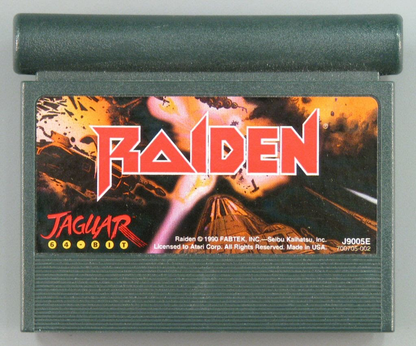 RAIDEN
JAGUAR
64-BIT
Raiden © 1990 FABTEK, INC.—Seibu Kaihatsu, Inc.
Licensed to Atari Corp. All Rights Reserved. Made in USA.
J9005E
700705-002